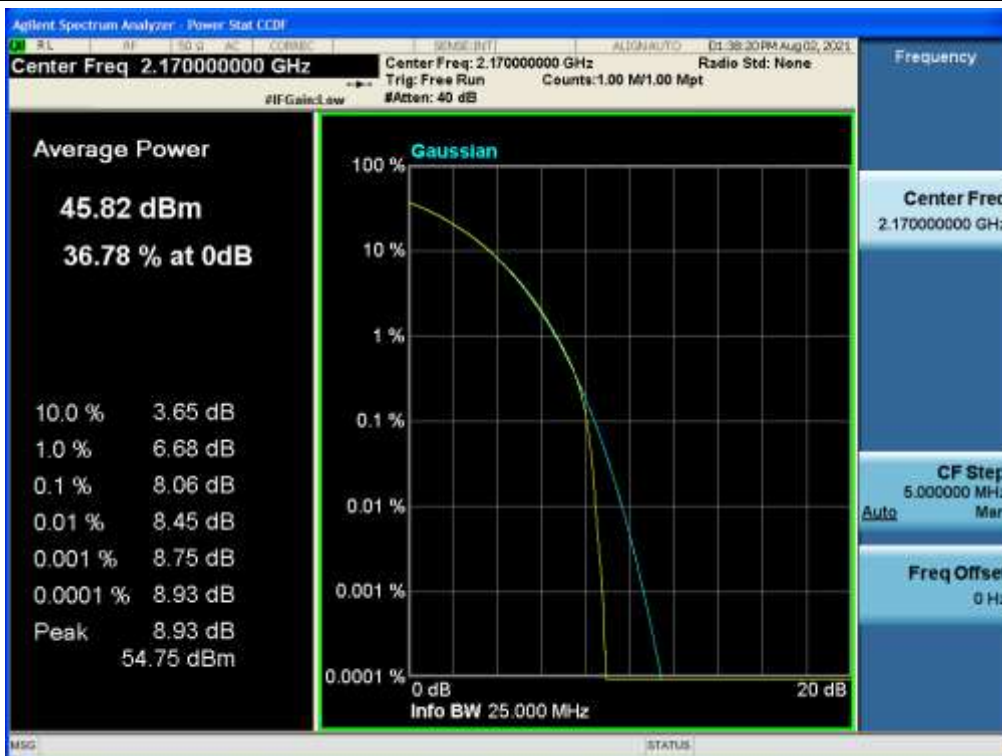 Agilent Spectrum Analyzer - Power Stat CCDF
RL RF 50 Ω AC CORREC SENSE:INT ALIGNAUTO 01:38:20 PM Aug 02, 2021
Center Freq 2.170000000 GHz
Center Freq: 2.170000000 GHz Radio Std: None
Trig: Free Run Counts:1.00 M/1.00 Mpt
#IFGain:Low #Atten: 40 dB
Frequency
Average Power
45.82 dBm
36.78 % at 0dB
10.0 % 3.65 dB
1.0 % 6.68 dB
0.1 % 8.06 dB
0.01 % 8.45 dB
0.001 % 8.75 dB
0.0001 % 8.93 dB
Peak 8.93 dB
54.75 dBm
Gaussian
100 %
10 %
1 %
0.1 %
0.01 %
0.001 %
0.0001 %
0 dB 20 dB
Info BW 25.000 MHz
Center Freq
2.170000000 GHz
CF Step
5.000000 MHz
Auto Man
Freq Offset
0 Hz
MSG STATUS